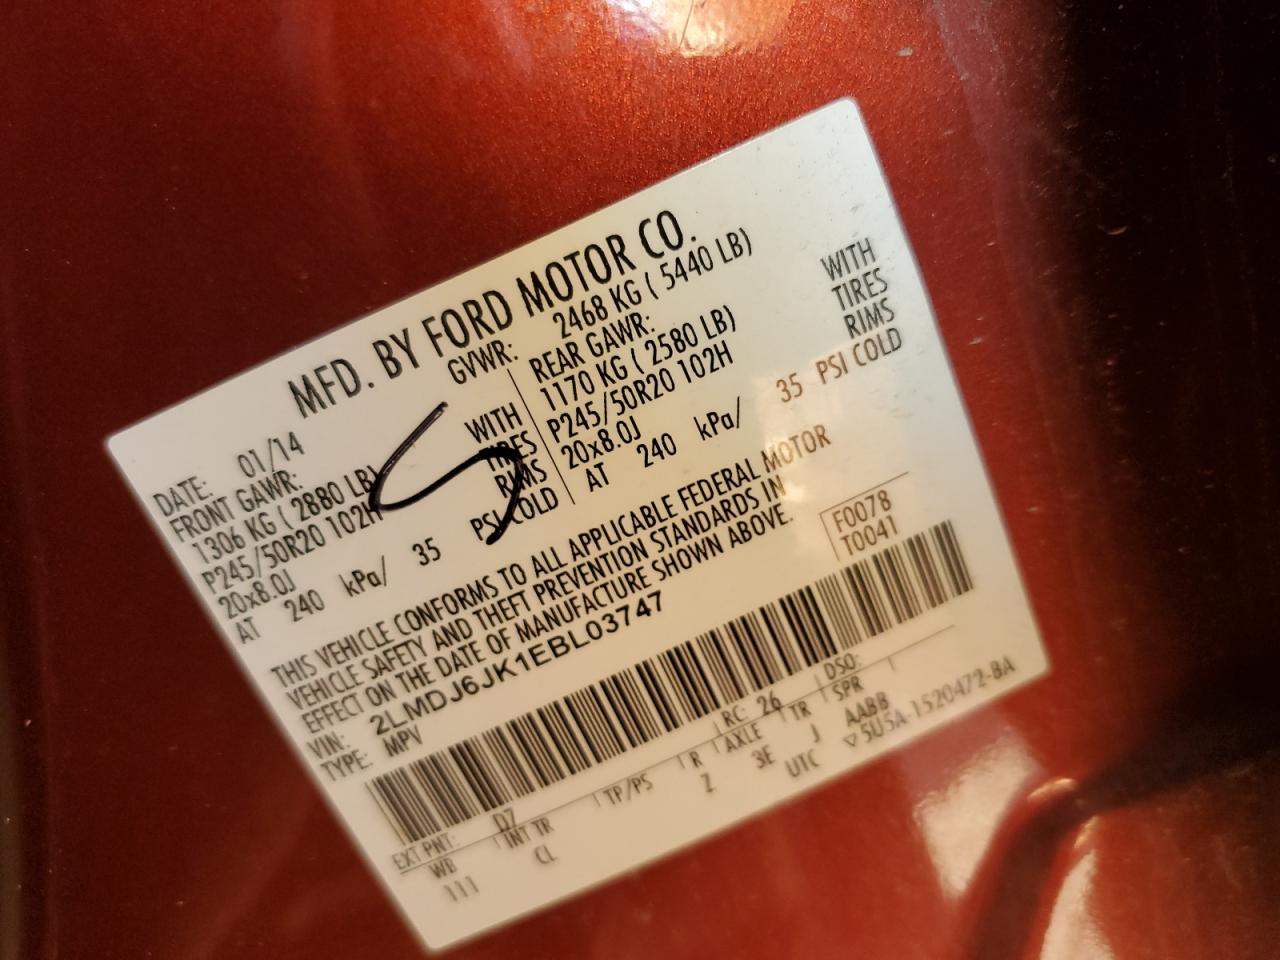 MFD. BY FORD MOTOR CO.
DATE: 01/14 GVWR: 2468 KG ( 5440 LB)
FRONT GAWR: REAR GAWR:
1306 KG ( 2880 LB) WITH 1170 KG ( 2580 LB) WITH
P245/50R20 102H TIRES P245/50R20 102H TIRES
20x8.0J RIMS 20x8.0J RIMS
AT 240 kPa/ 35 PSI COLD AT 240 kPa/ 35 PSI COLD
THIS VEHICLE CONFORMS TO ALL APPLICABLE FEDERAL MOTOR
VEHICLE SAFETY AND THEFT PREVENTION STANDARDS IN
EFFECT ON THE DATE OF MANUFACTURE SHOWN ABOVE.
VIN: 2LMDJ6JK1EBL03747 F0078
TYPE: MPV T0041
EXT PNT: D7 RC: 26 DSO:
WB INT TR TP/PS R AXLE TR SPR
111 CL Z 3E J AABB
UTC ▽5U5A-1520472-BA